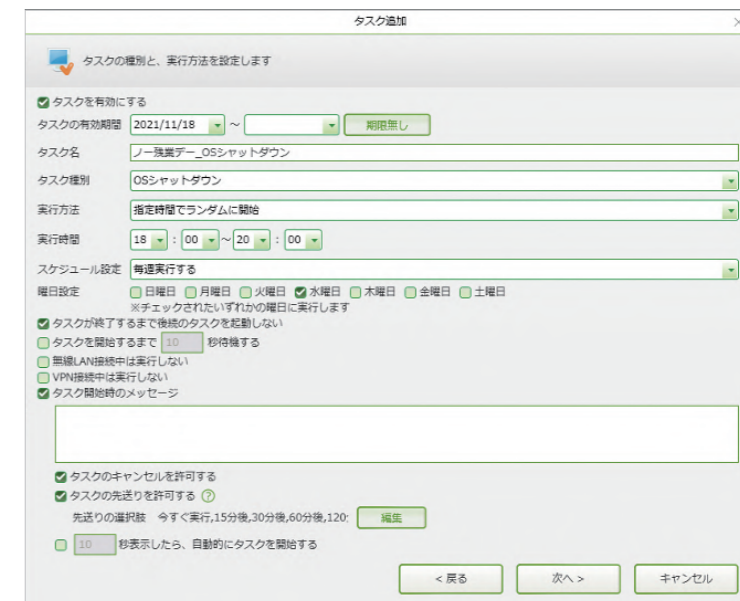 タスク追加
タスクの種別と、実行方法を設定します
タスクを有効にする
タスクの有効期間 2021/11/18 ~ 期限無し
タスク名 ノー残業デー_OSシャットダウン
タスク種別 OSシャットダウン
実行方法 指定時間でランダムに開始
実行時間 18 : 00 ~ 20 : 00
スケジュール設定 毎週実行する
曜日設定 日曜日 月曜日 火曜日 水曜日 木曜日 金曜日 土曜日
※チェックされたいずれかの曜日に実行します
タスクが終了するまで後続のタスクを起動しない
タスクを開始するまで 10 秒待機する
無線LAN接続中は実行しない
VPN接続中は実行しない
タスク開始時のメッセージ
タスクのキャンセルを許可する
タスクの先送りを許可する ?
先送りの選択肢 今すぐ実行,15分後,30分後,60分後,120: 編集
10 秒表示したら、自動的にタスクを開始する
< 戻る 次へ > キャンセル